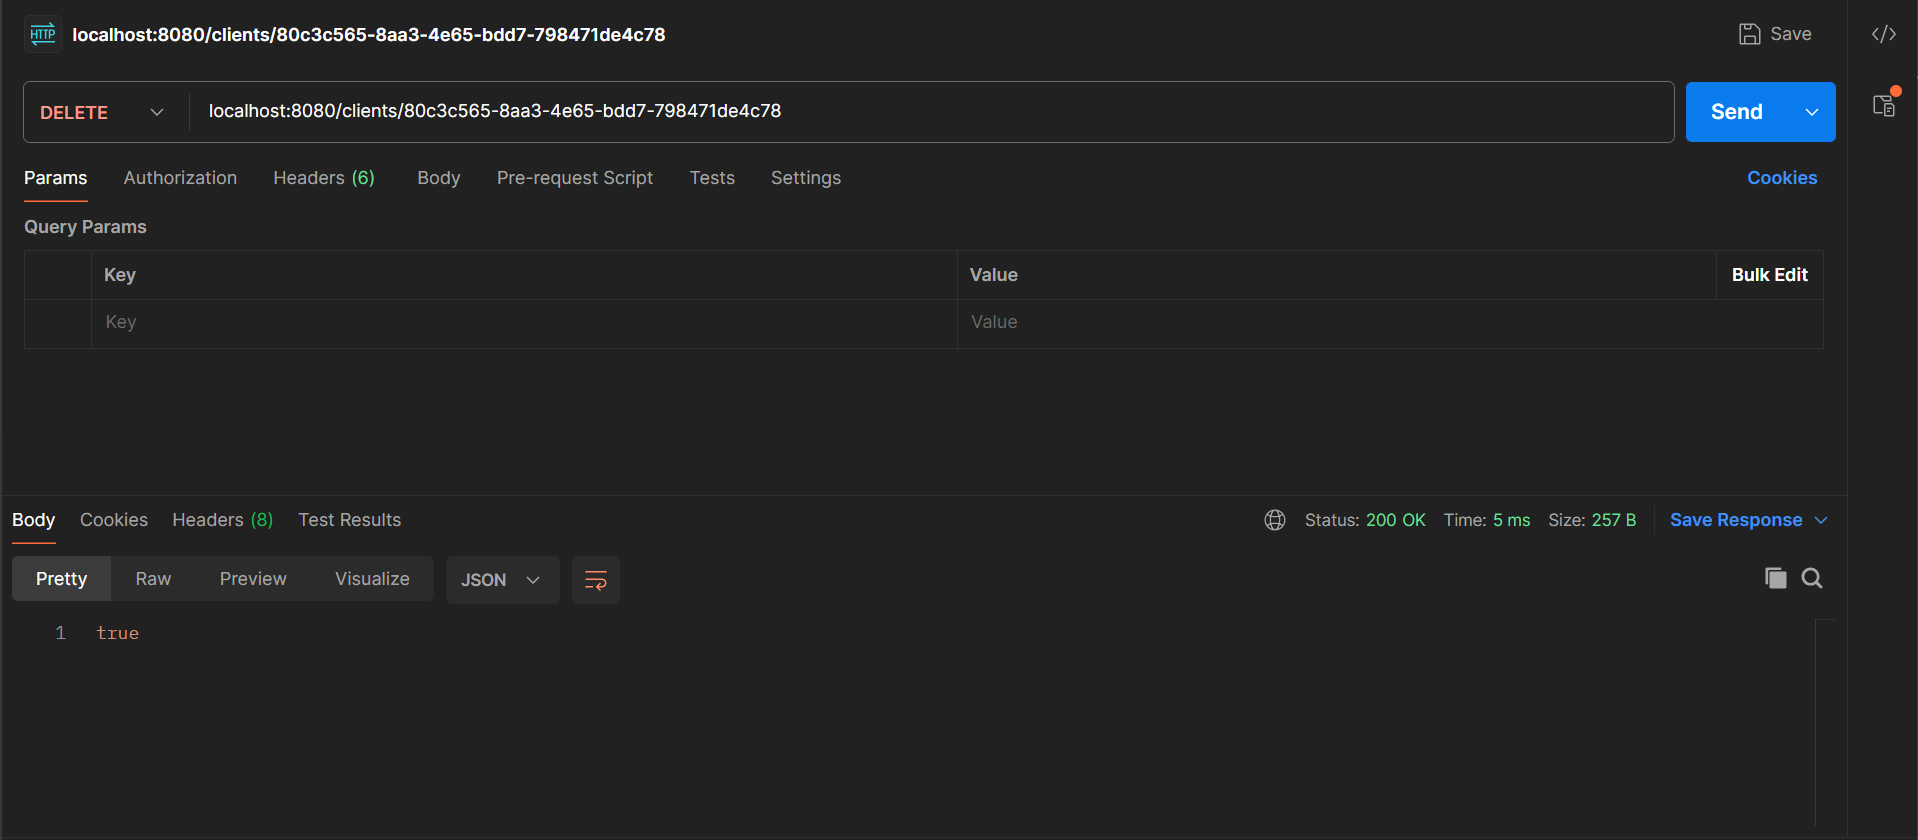 HTTP localhost:8080/clients/80c3c565-8aa3-4e65-bdd7-798471de4c78 Save </>
DELETE localhost:8080/clients/80c3c565-8aa3-4e65-bdd7-798471de4c78 Send
Params Authorization Headers (6) Body Pre-request Script Tests Settings Cookies
Query Params
Key Value Bulk Edit
Key Value
Body Cookies Headers (8) Test Results Status: 200 OK Time: 5 ms Size: 257 B Save Response
Pretty Raw Preview Visualize JSON
1 true